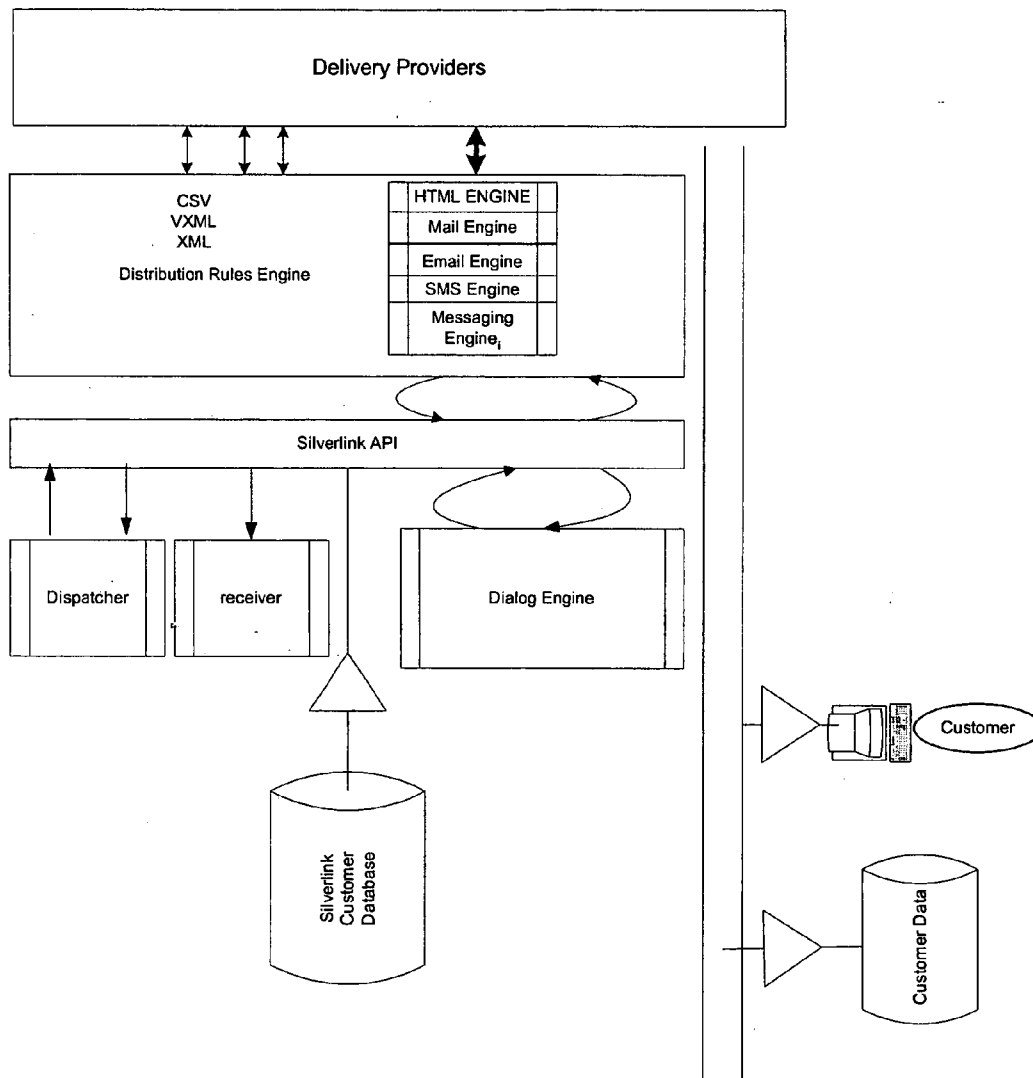 Delivery Providers
CSV
VXML
XML
Distribution Rules Engine
HTML ENGINE
Mail Engine
Email Engine
SMS Engine
Messaging
Engine i
Silverlink API
Dispatcher
receiver
Dialog Engine
Customer
Silverlink
Customer
Database
Customer Data